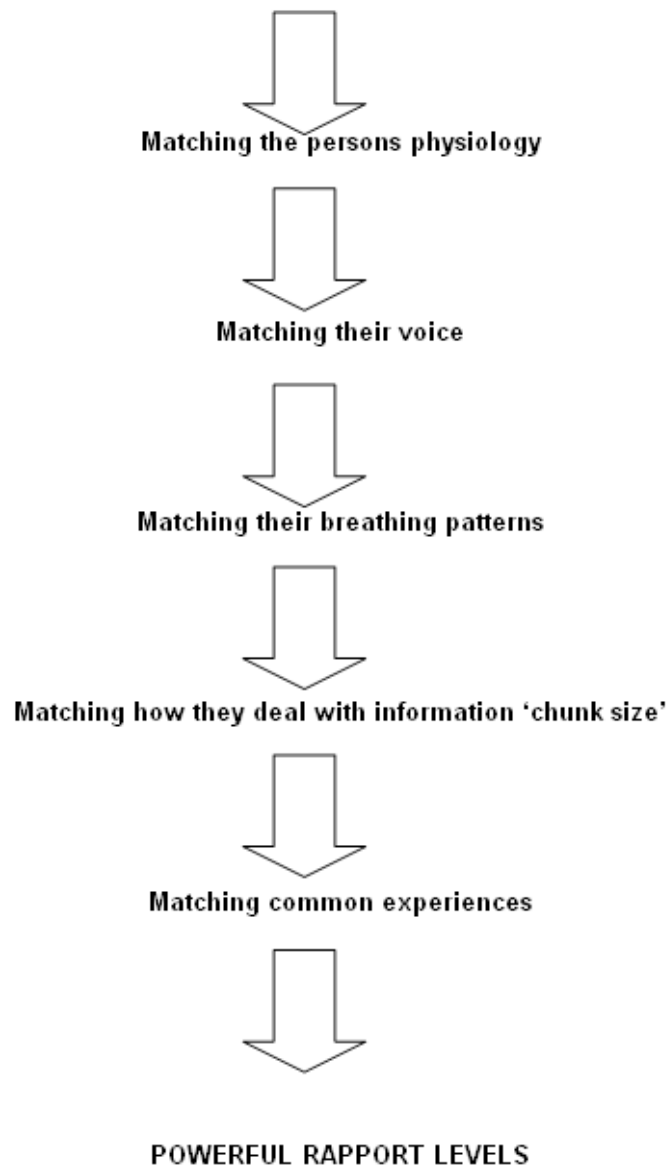 Matching the persons physiology
Matching their voice
Matching their breathing patterns
Matching how they deal with information ‘chunk size’
Matching common experiences
POWERFUL RAPPORT LEVELS